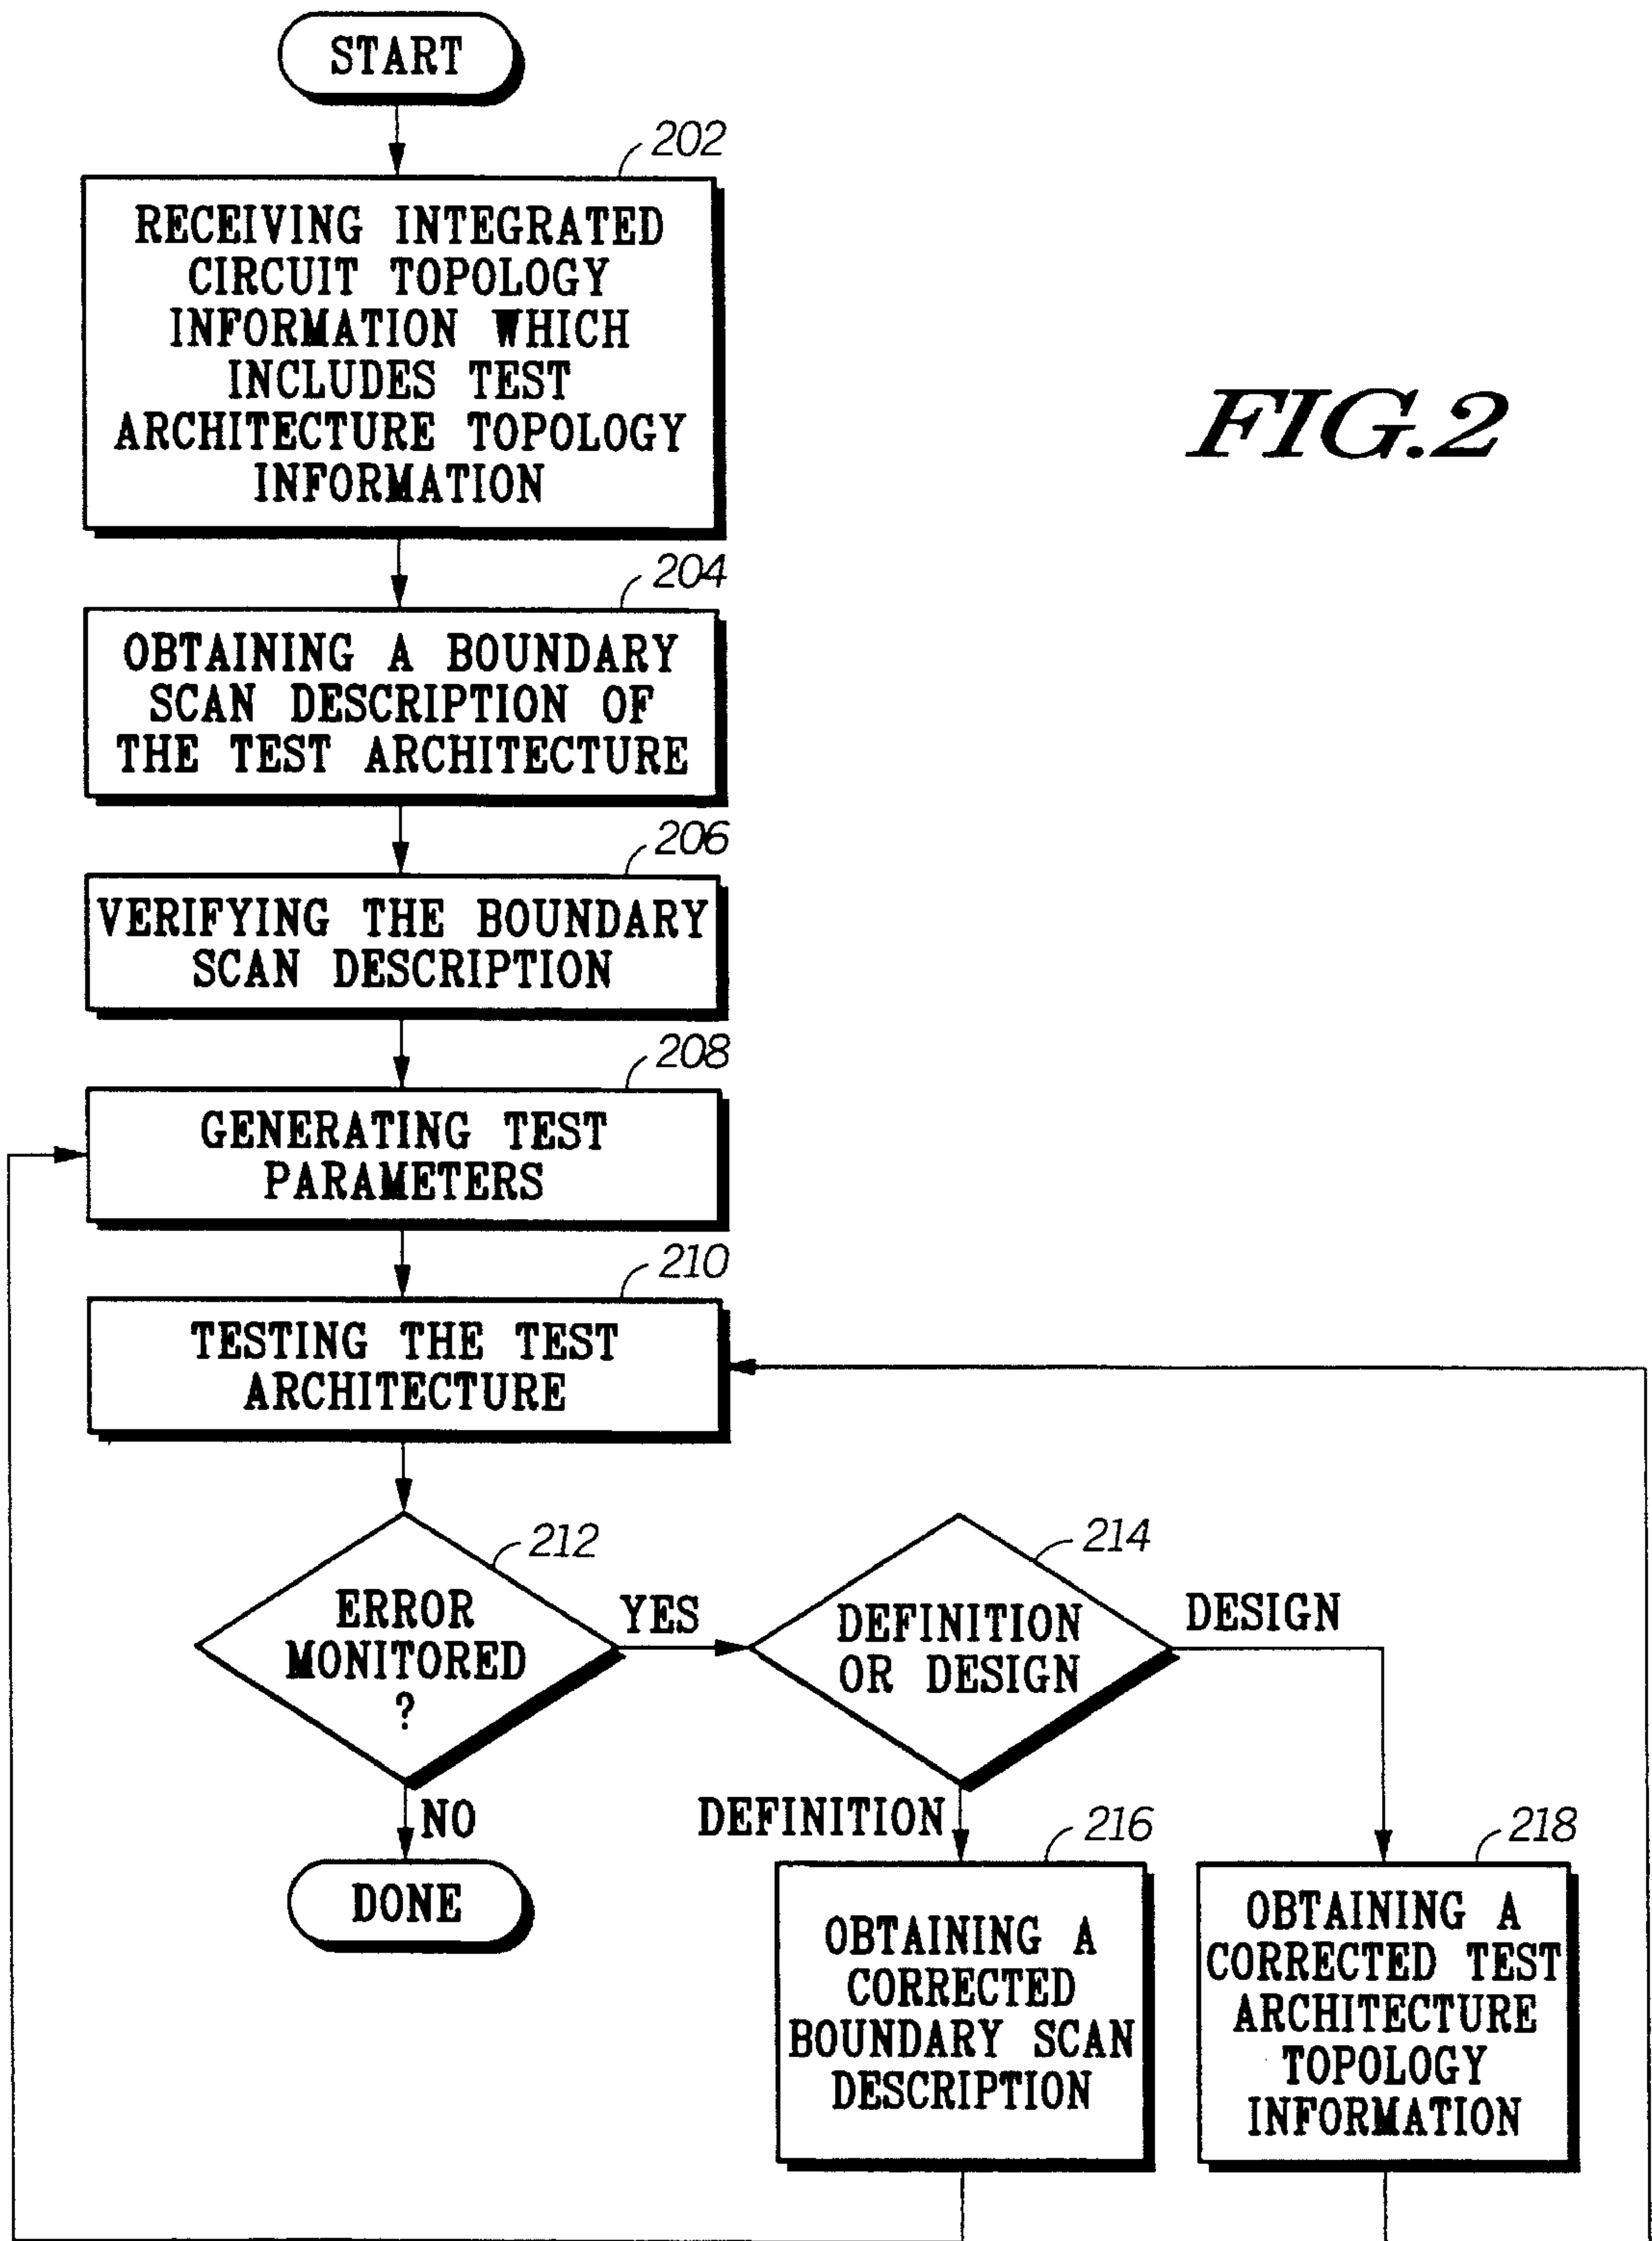 START
202
RECEIVING INTEGRATED
CIRCUIT TOPOLOGY
INFORMATION WHICH
INCLUDES TEST
ARCHITECTURE TOPOLOGY
INFORMATION
FIG.2
204
OBTAINING A BOUNDARY
SCAN DESCRIPTION OF
THE TEST ARCHITECTURE
206
VERIFYING THE BOUNDARY
SCAN DESCRIPTION
208
GENERATING TEST
PARAMETERS
210
TESTING THE TEST
ARCHITECTURE
212
ERROR
MONITORED
?
YES
NO
DONE
214
DEFINITION
OR DESIGN
DESIGN
DEFINITION
216
OBTAINING A
CORRECTED
BOUNDARY SCAN
DESCRIPTION
218
OBTAINING A
CORRECTED TEST
ARCHITECTURE
TOPOLOGY
INFORMATION